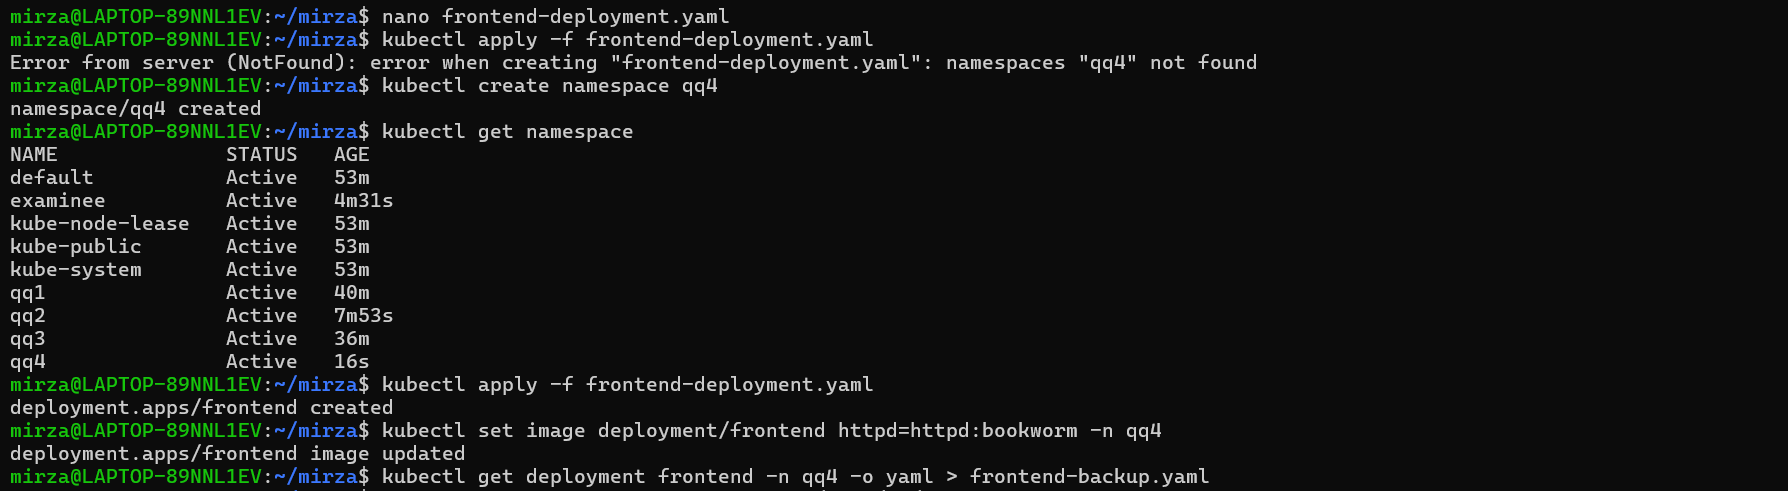 mirza@LAPTOP-89NNL1EV:~/mirza$ nano frontend-deployment.yaml
mirza@LAPTOP-89NNL1EV:~/mirza$ kubectl apply -f frontend-deployment.yaml
Error from server (NotFound): error when creating "frontend-deployment.yaml": namespaces "qq4" not found
mirza@LAPTOP-89NNL1EV:~/mirza$ kubectl create namespace qq4
namespace/qq4 created
mirza@LAPTOP-89NNL1EV:~/mirza$ kubectl get namespace
NAME              STATUS   AGE
default           Active   53m
examinee          Active   4m31s
kube-node-lease   Active   53m
kube-public       Active   53m
kube-system       Active   53m
qq1               Active   40m
qq2               Active   7m53s
qq3               Active   36m
qq4               Active   16s
mirza@LAPTOP-89NNL1EV:~/mirza$ kubectl apply -f frontend-deployment.yaml
deployment.apps/frontend created
mirza@LAPTOP-89NNL1EV:~/mirza$ kubectl set image deployment/frontend httpd=httpd:bookworm -n qq4
deployment.apps/frontend image updated
mirza@LAPTOP-89NNL1EV:~/mirza$ kubectl get deployment frontend -n qq4 -o yaml > frontend-backup.yaml